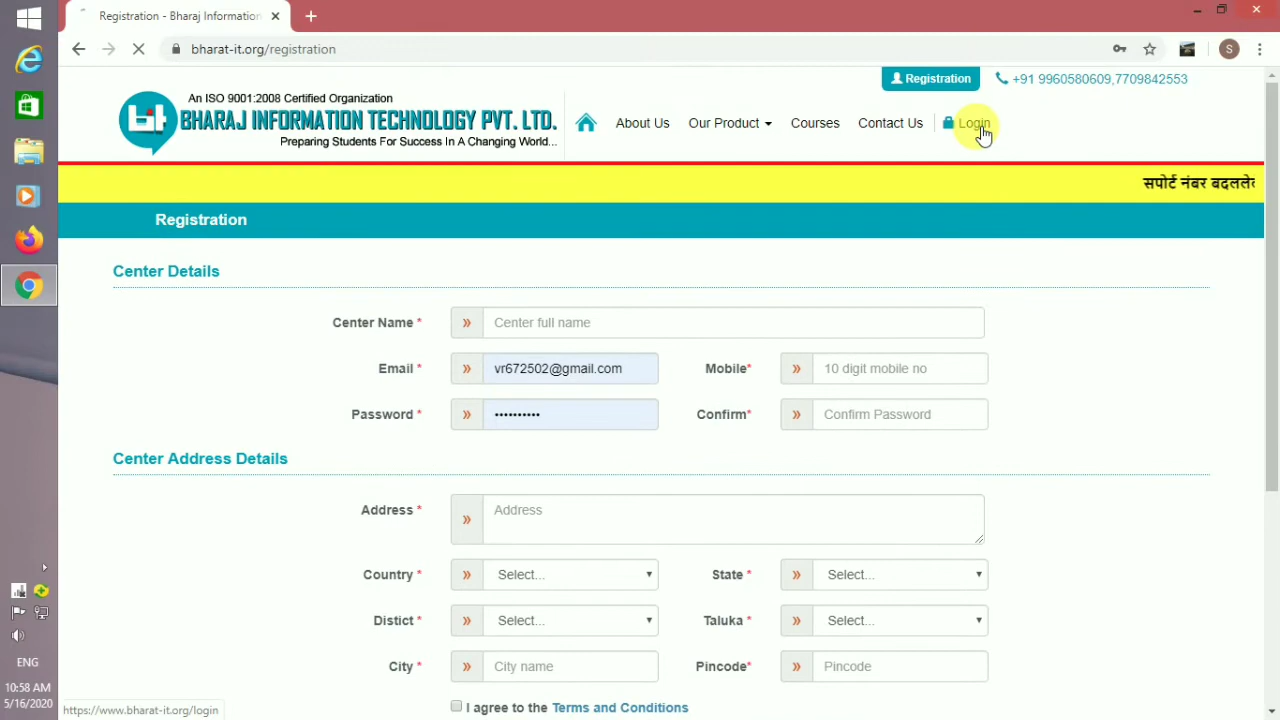 Registration - Bharaj Information
bharat-it.org/registration
S
Registration
+91 9960580609,7709842553
An ISO 9001:2008 Certified Organization
BHARAJ INFORMATION TECHNOLOGY PVT. LTD.
Preparing Students For Success In A Changing World...
About Us
Our Product
Courses
Contact Us
Login
सपोर्ट नंबर
Registration
Center Details
Center Name *
» Center full name
Email *
» vr672502@gmail.com
Mobile*
» 10 digit mobile no
Password *
» ••••••••••
Confirm*
» Confirm Password
Center Address Details
Address *
» Address
Country *
» Select...
State *
» Select...
Distict *
» Select...
Taluka *
» Select...
City *
» City name
Pincode*
» Pincode
I agree to the Terms and Conditions
https://www.bharat-it.org/login
ENG
10:58 AM
5/16/2020